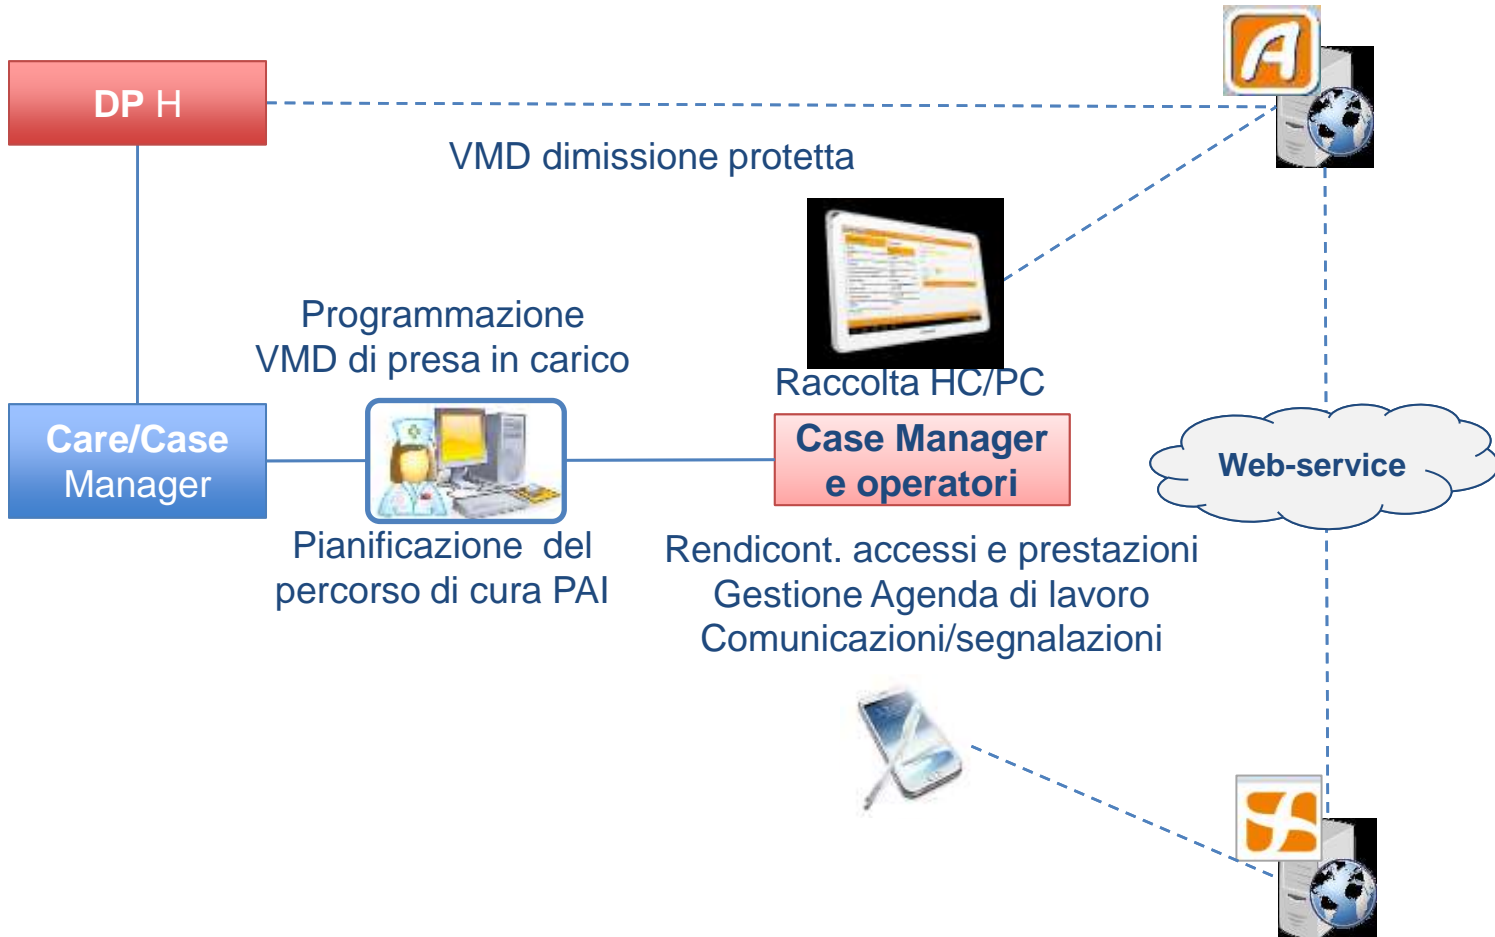 A
DP H
VMD dimissione protetta
Programmazione
VMD di presa in carico
Raccolta HC/PC
Care/Case
Manager
Case Manager
e operatori
Web-service
Pianificazione del
percorso di cura PAI
Rendicont. accessi e prestazioni
Gestione Agenda di lavoro
Comunicazioni/segnalazioni